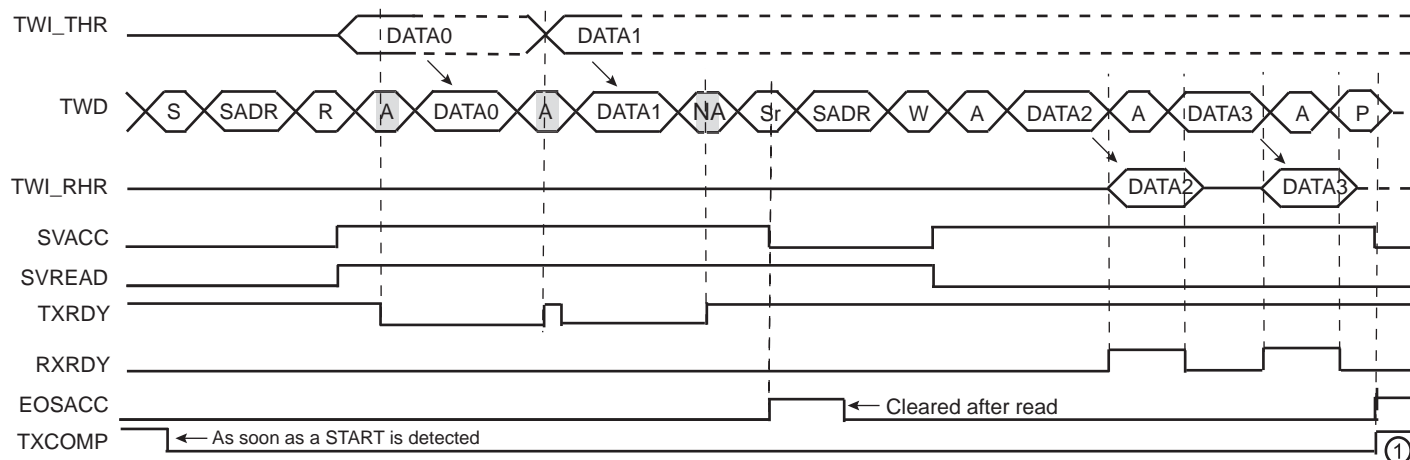 TWI_THR DATA0 DATA1
TWD S SADR R A DATA0 A DATA1 NA Sr SADR W A DATA2 A DATA3 A P
TWI_RHR DATA2 DATA3
SVACC
SVREAD
TXRDY
RXRDY
EOSACC Cleared after read
TXCOMP As soon as a START is detected 1